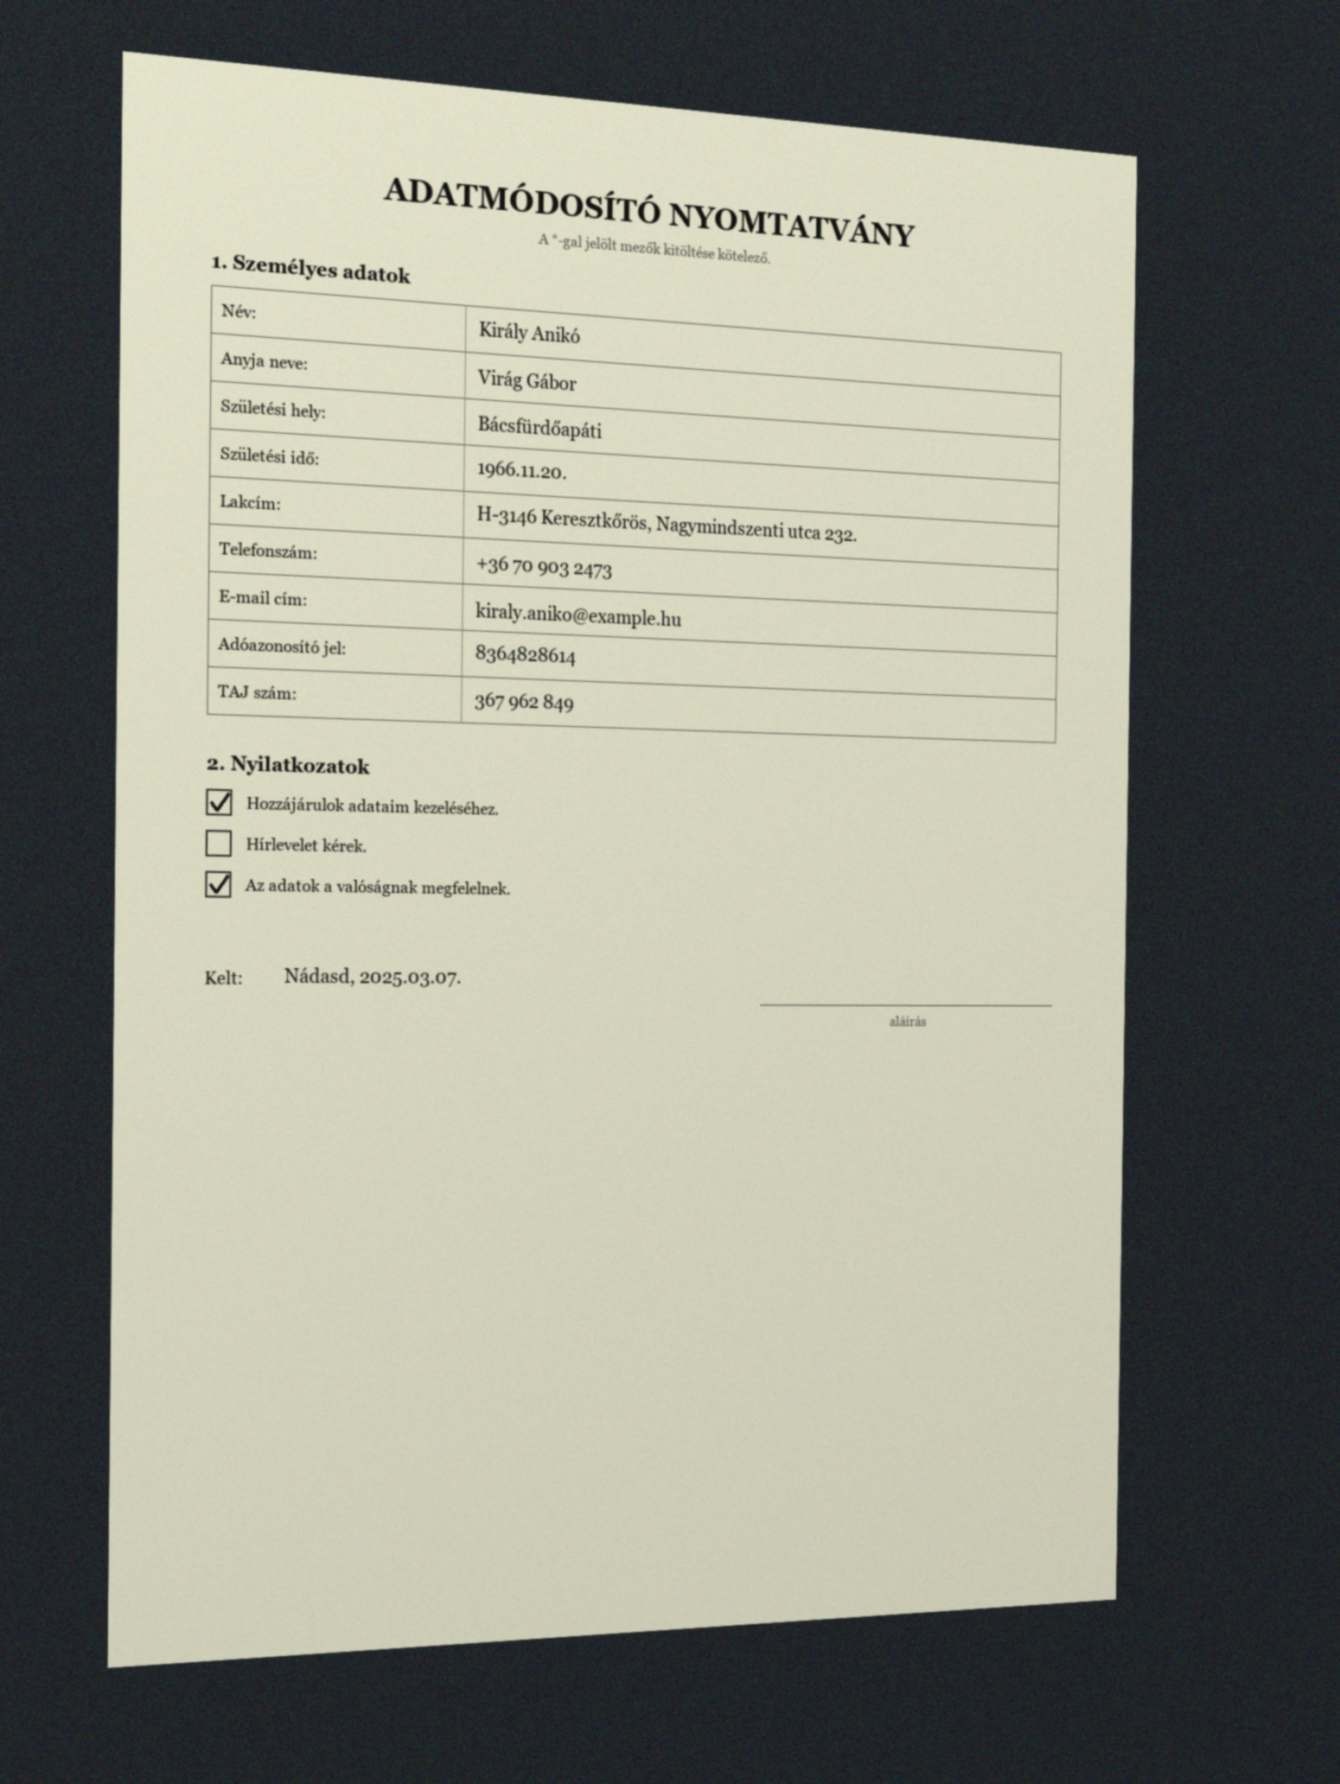 ADATMÓDOSÍTÓ NYOMTATVÁNY
A *-gal jelölt mezők kitöltése kötelező.
1. Személyes adatok
Név: Király Anikó
Anyja neve: Virág Gábor
Születési hely: Bácsfürdőapáti
Születési idő: 1966.11.20.
Lakcím: H-3146 Keresztkőrös, Nagymindszenti utca 232.
Telefonszám: +36 70 903 2473
E-mail cím: kiraly.aniko@example.hu
Adóazonosító jel: 8364828614
TAJ szám: 367 962 849
2. Nyilatkozatok
Hozzájárulok adataim kezeléséhez.
Hírlevelet kérek.
Az adatok a valóságnak megfelelnek.
Kelt: Nádasd, 2025.03.07.
aláírás